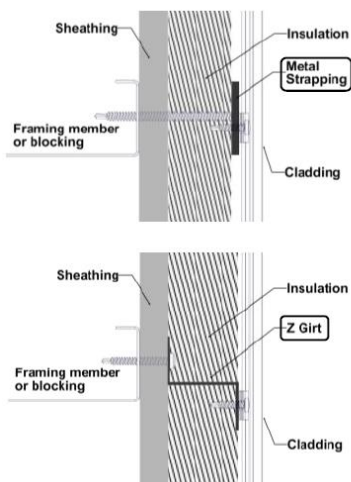 Sheathing
Insulation
Metal
Strapping
Framing member
or blocking
Cladding
Sheathing
Insulation
Z Girt
Framing member
or blocking
Cladding